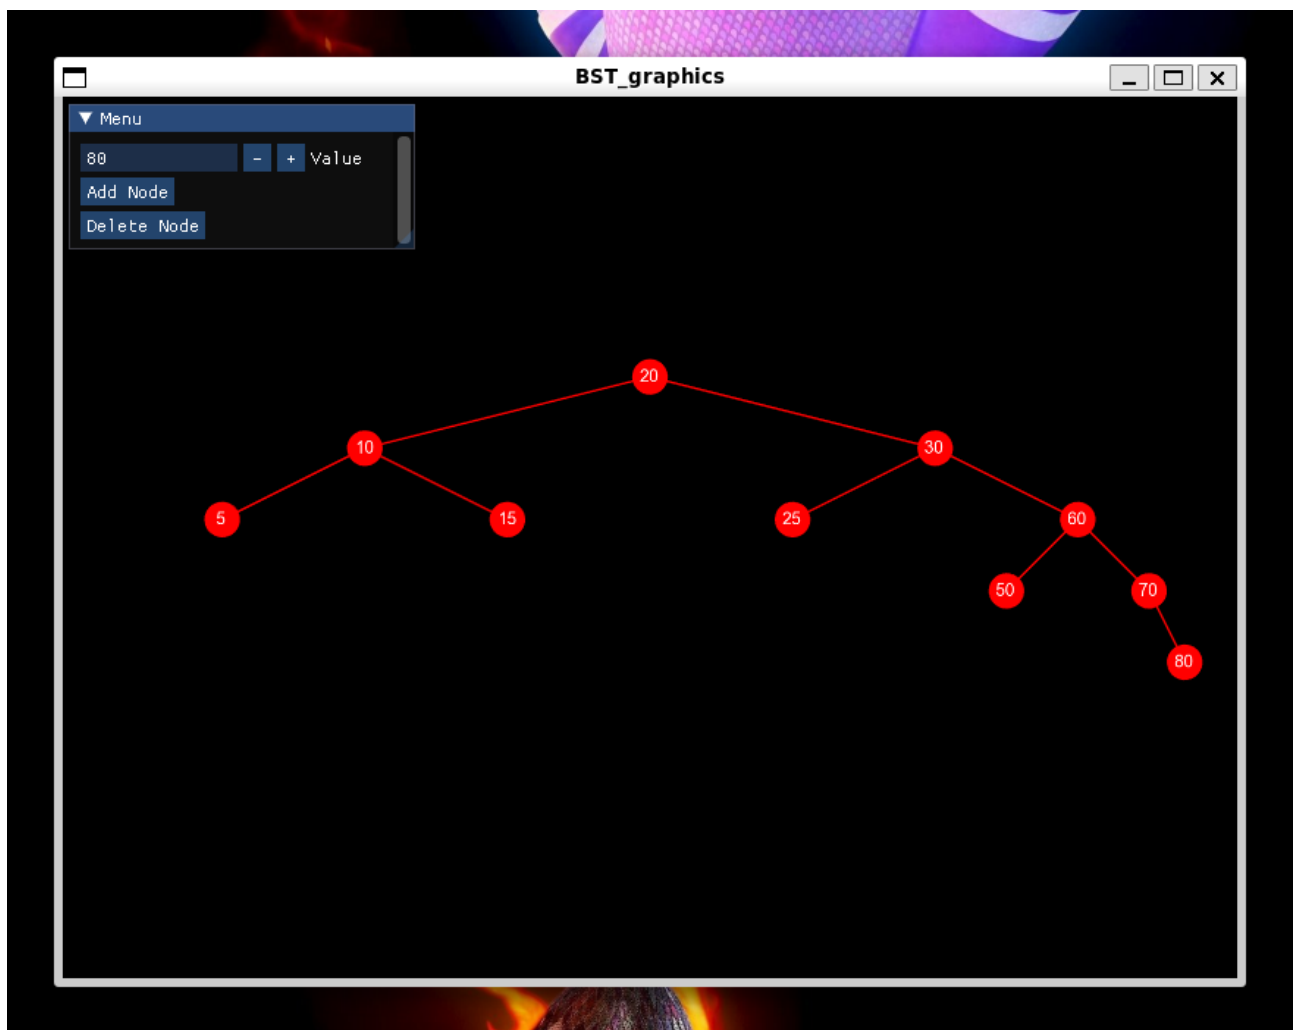 BST_graphics
Menu
80 - + Value
Add Node
Delete Node
20
10 30
5 15 25 60
50 70
80